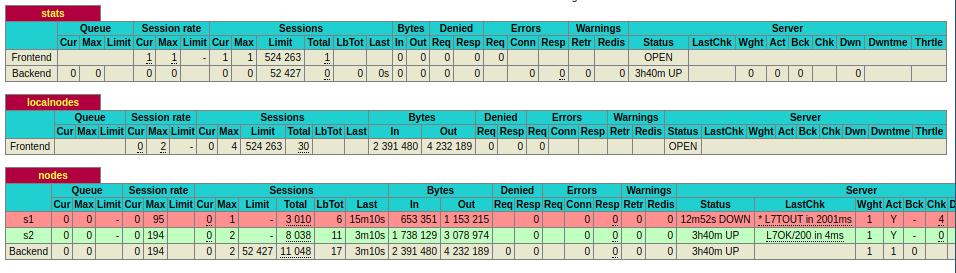 stats
Queue Session rate Sessions Bytes Denied Errors Warnings Server
Cur Max Limit Cur Max Limit Cur Max Limit Total LbTot Last In Out Req Resp Req Conn Resp Retr Redis Status LastChk Wght Act Bck Chk Dwn Dwntme Thrtle
Frontend 1 1 - 1 1 524 263 1 0 0 0 0 0 OPEN
Backend 0 0 0 0 0 0 52 427 0 0 0s 0 0 0 0 0 0 0 0 3h40m UP 0 0 0 0
localnodes
Queue Session rate Sessions Bytes Denied Errors Warnings Server
Cur Max Limit Cur Max Limit Cur Max Limit Total LbTot Last In Out Req Resp Req Conn Resp Retr Redis Status LastChk Wght Act Bck Chk Dwn Dwntme Thrtle
Frontend 0 2 - 0 4 524 263 30 2 391 480 4 232 189 0 0 0 OPEN
nodes
Queue Session rate Sessions Bytes Denied Errors Warnings Server
Cur Max Limit Cur Max Limit Cur Max Limit Total LbTot Last In Out Req Resp Req Conn Resp Retr Redis Status LastChk Wght Act Bck Chk
s1 0 0 - 0 95 0 1 - 3 010 6 15m10s 653 351 1 153 215 0 0 0 0 0 12m52s DOWN * L7TOUT in 2001ms 1 Y - 4
s2 0 0 - 0 194 0 2 - 8 038 11 3m10s 1 738 129 3 078 974 0 0 0 0 0 3h40m UP L7OK/200 in 4ms 1 Y - 0
Backend 0 0 0 194 0 2 52 427 11 048 17 3m10s 2 391 480 4 232 189 0 0 0 0 0 0 3h40m UP 1 1 0